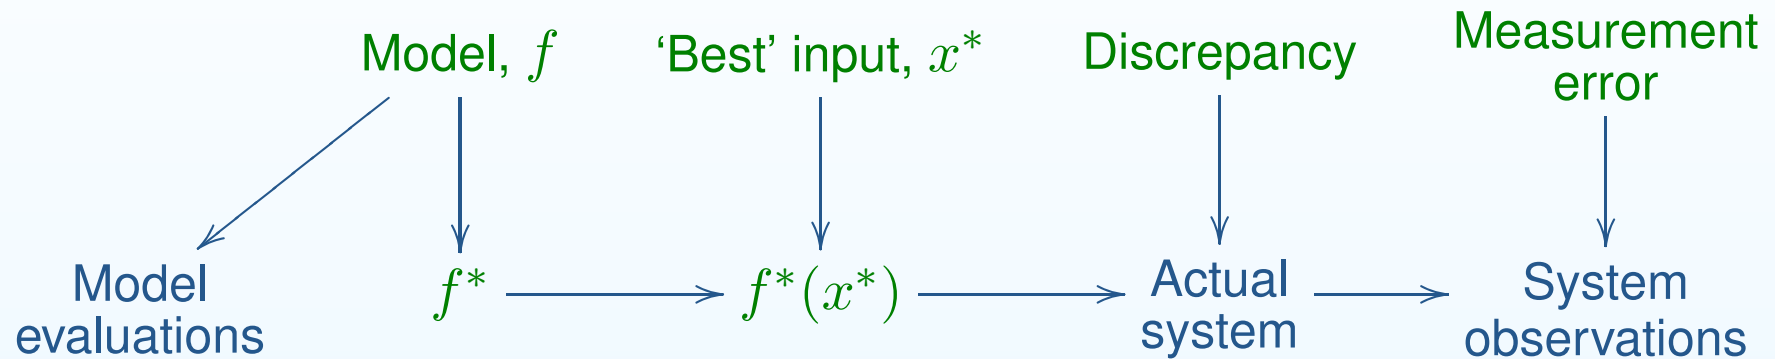 Model, f
‘Best’ input, x*
Discrepancy
Measurement
error
Model
evaluations
f*
f*(x*)
Actual
system
System
observations